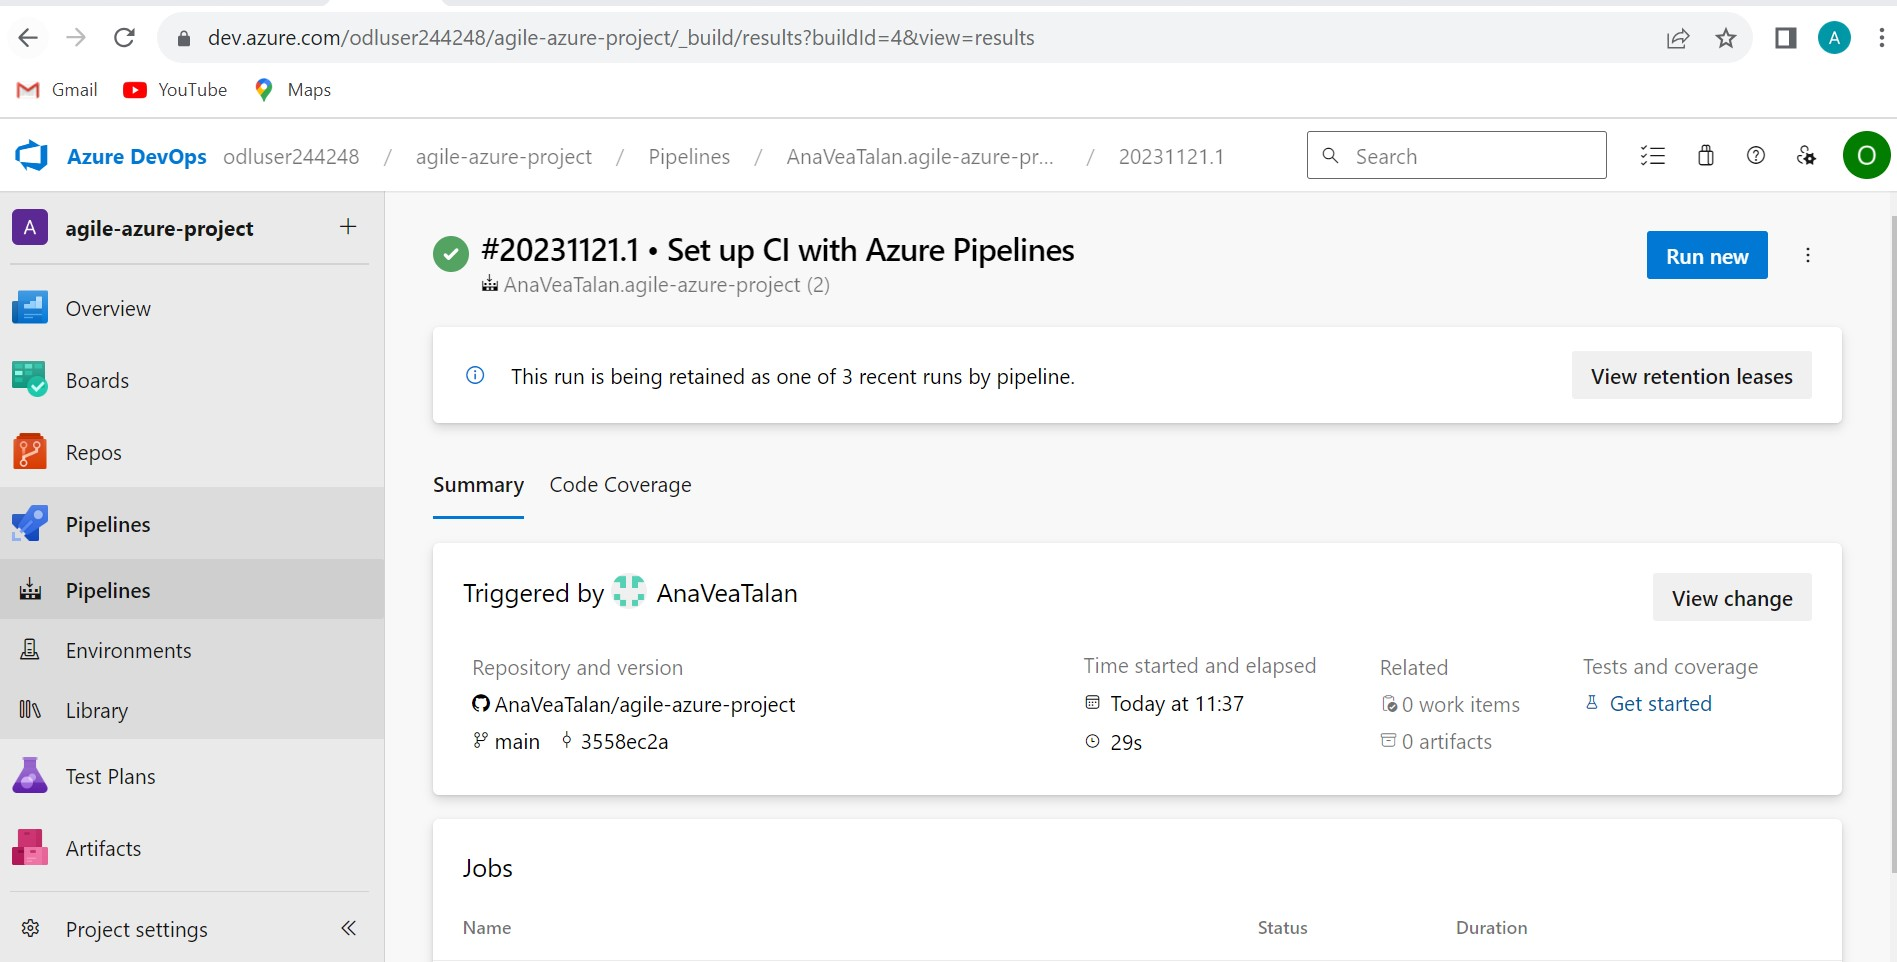 dev.azure.com/odluser244248/agile-azure-project/_build/results?buildId=4&view=results
A
Gmail YouTube Maps
Azure DevOps odluser244248 / agile-azure-project / Pipelines / AnaVeaTalan.agile-azure-pr... / 20231121.1
Search
O
A agile-azure-project +
Overview
Boards
Repos
Pipelines
Pipelines
Environments
Library
Test Plans
Artifacts
Project settings
#20231121.1 • Set up CI with Azure Pipelines
AnaVeaTalan.agile-azure-project (2)
Run new
This run is being retained as one of 3 recent runs by pipeline.
View retention leases
Summary Code Coverage
Triggered by AnaVeaTalan
View change
Repository and version
AnaVeaTalan/agile-azure-project
main 3558ec2a
Time started and elapsed
Today at 11:37
29s
Related
0 work items
0 artifacts
Tests and coverage
Get started
Jobs
Name Status Duration